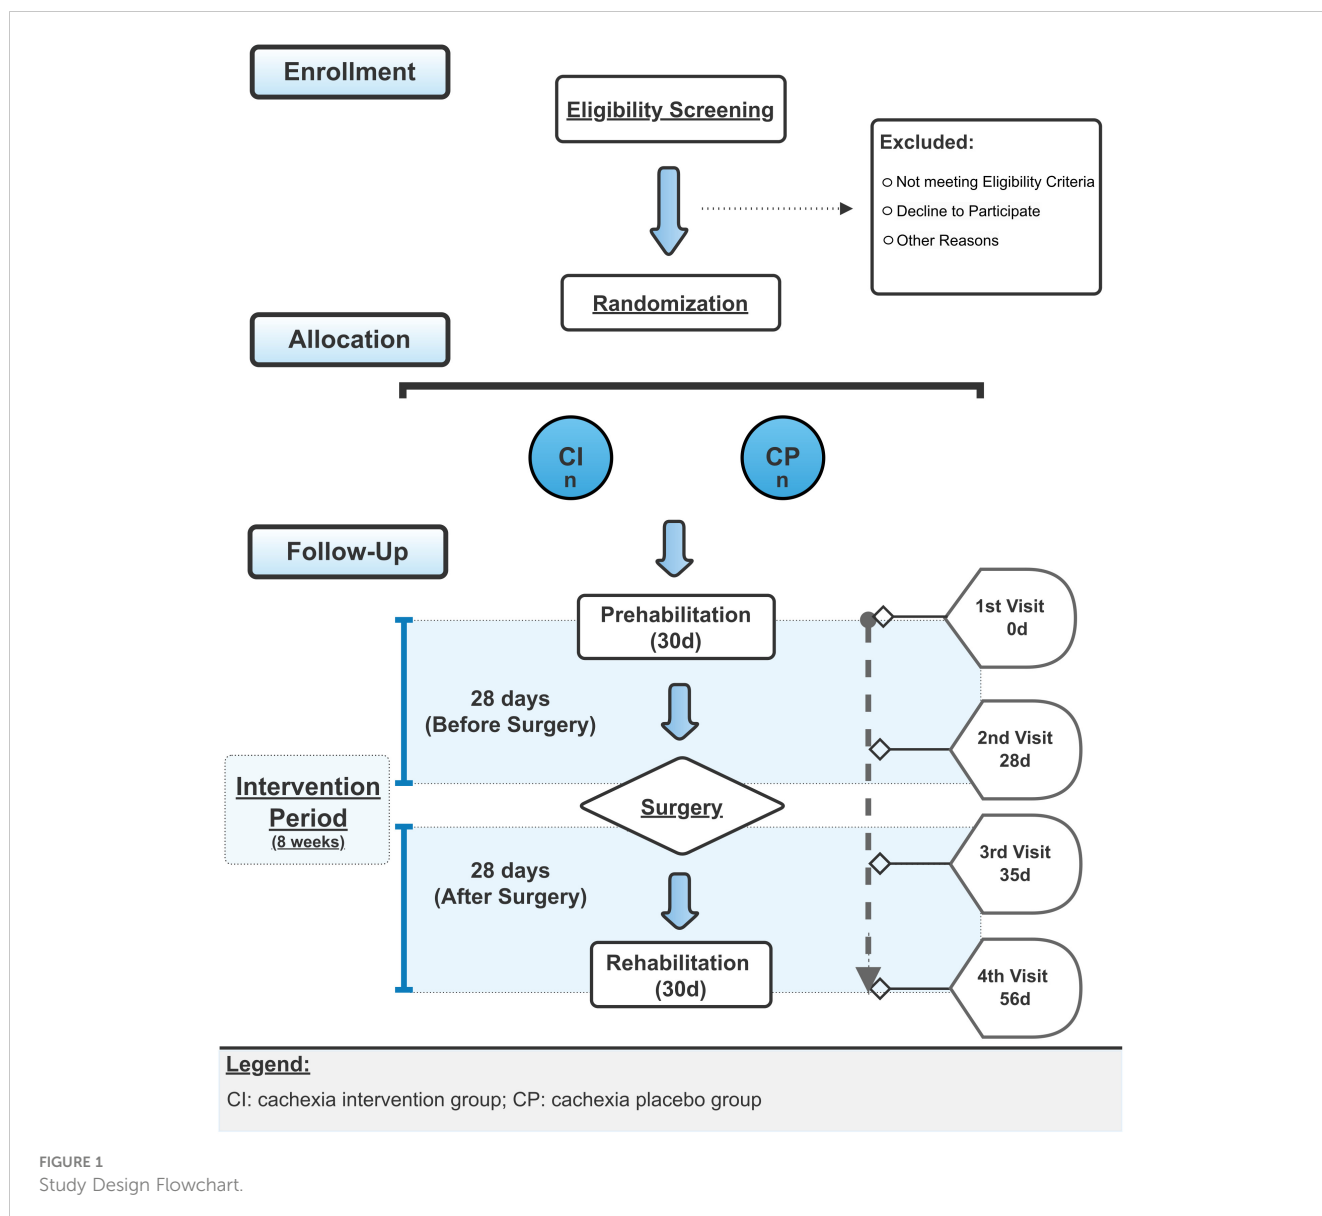 Enrollment
Eligibility Screening
Excluded:
Not meeting Eligibility Criteria
Decline to Participate
Other Reasons
Randomization
Allocation
CI
n
CP
n
Follow-Up
Prehabilitation
(30d)
1st Visit
0d
28 days
(Before Surgery)
2nd Visit
28d
Intervention
Period
(8 weeks)
Surgery
3rd Visit
35d
28 days
(After Surgery)
Rehabilitation
(30d)
4th Visit
56d
Legend:
CI: cachexia intervention group; CP: cachexia placebo group
FIGURE 1
Study Design Flowchart.